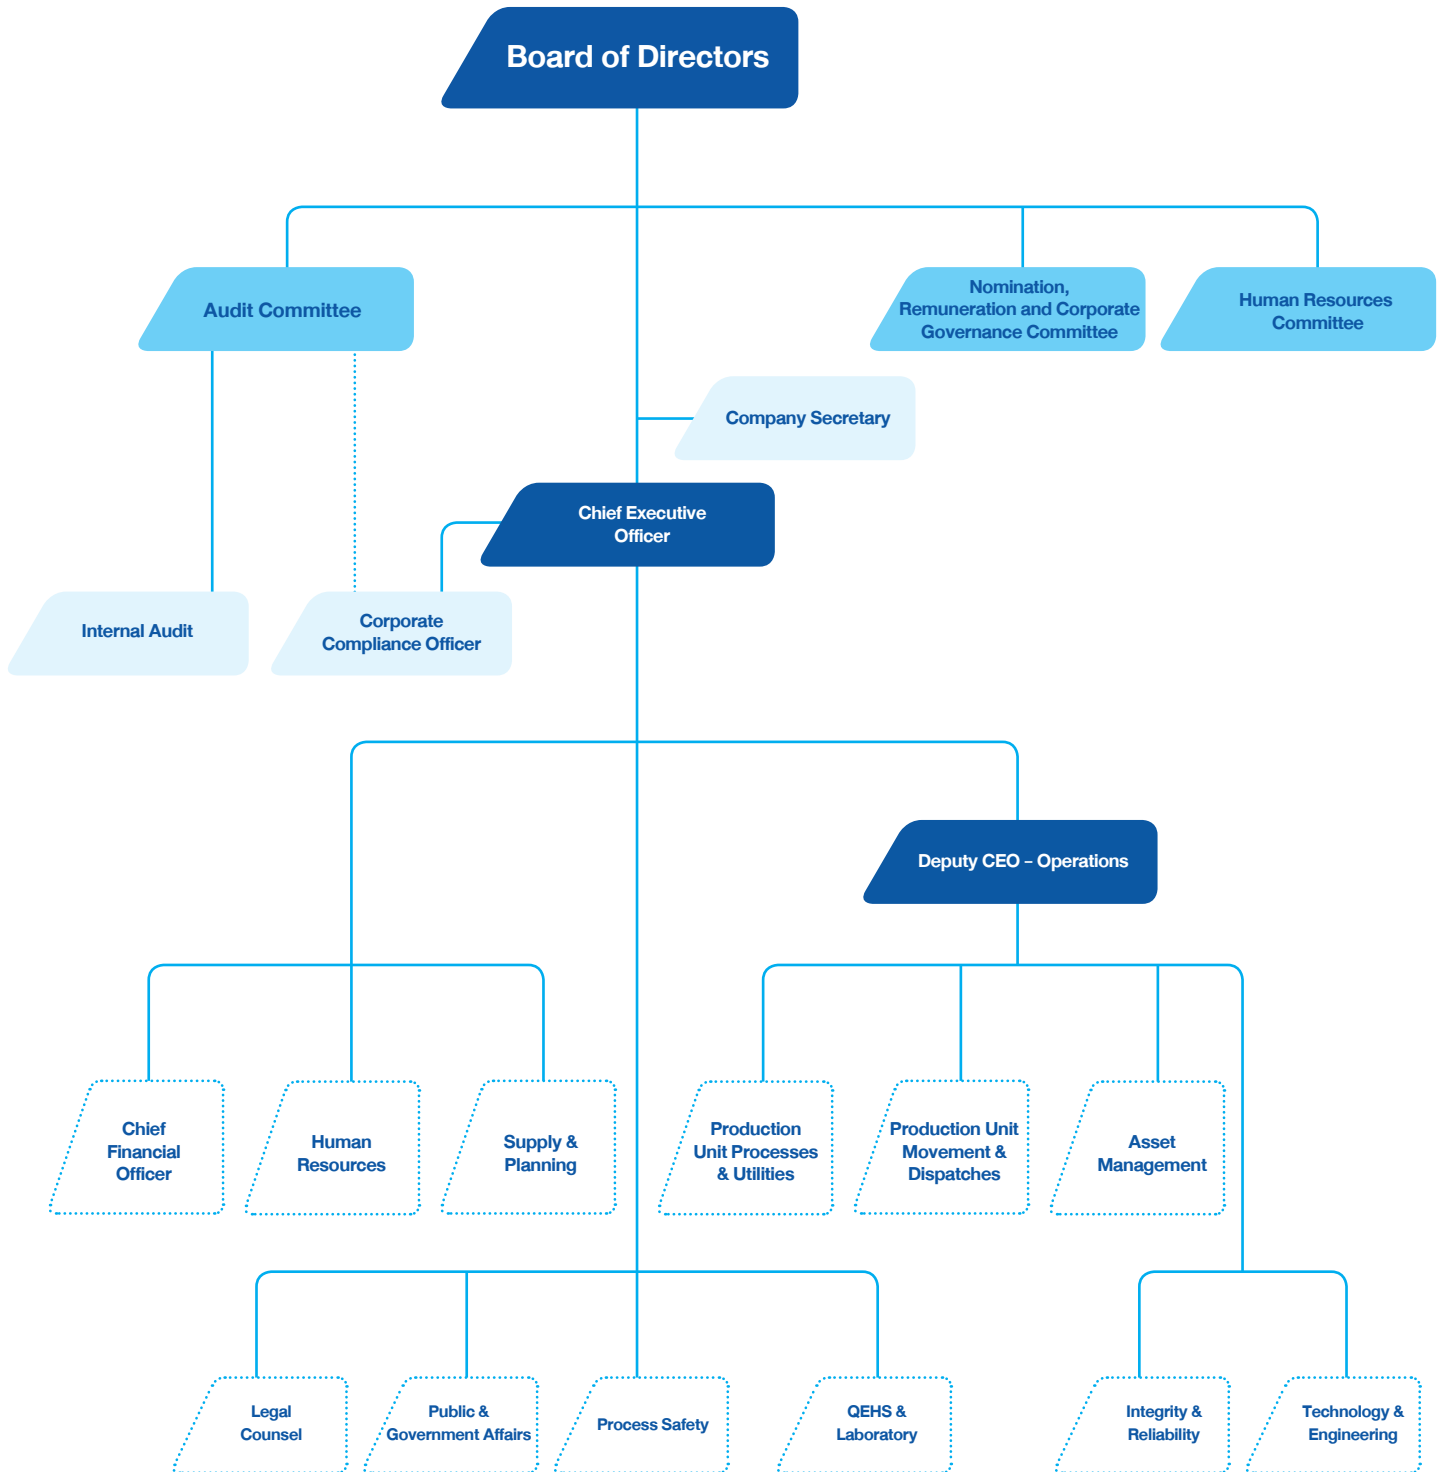 Board of Directors
Audit Committee
Nomination,
Remuneration and Corporate
Governance Committee
Human Resources
Committee
Company Secretary
Chief Executive
Officer
Internal Audit
Corporate
Compliance Officer
Deputy CEO – Operations
Chief
Financial
Officer
Human
Resources
Supply &
Planning
Production
Unit Processes
& Utilities
Production Unit
Movement &
Dispatches
Asset
Management
Legal
Counsel
Public &
Government Affairs
Process Safety
QEHS &
Laboratory
Integrity &
Reliability
Technology &
Engineering